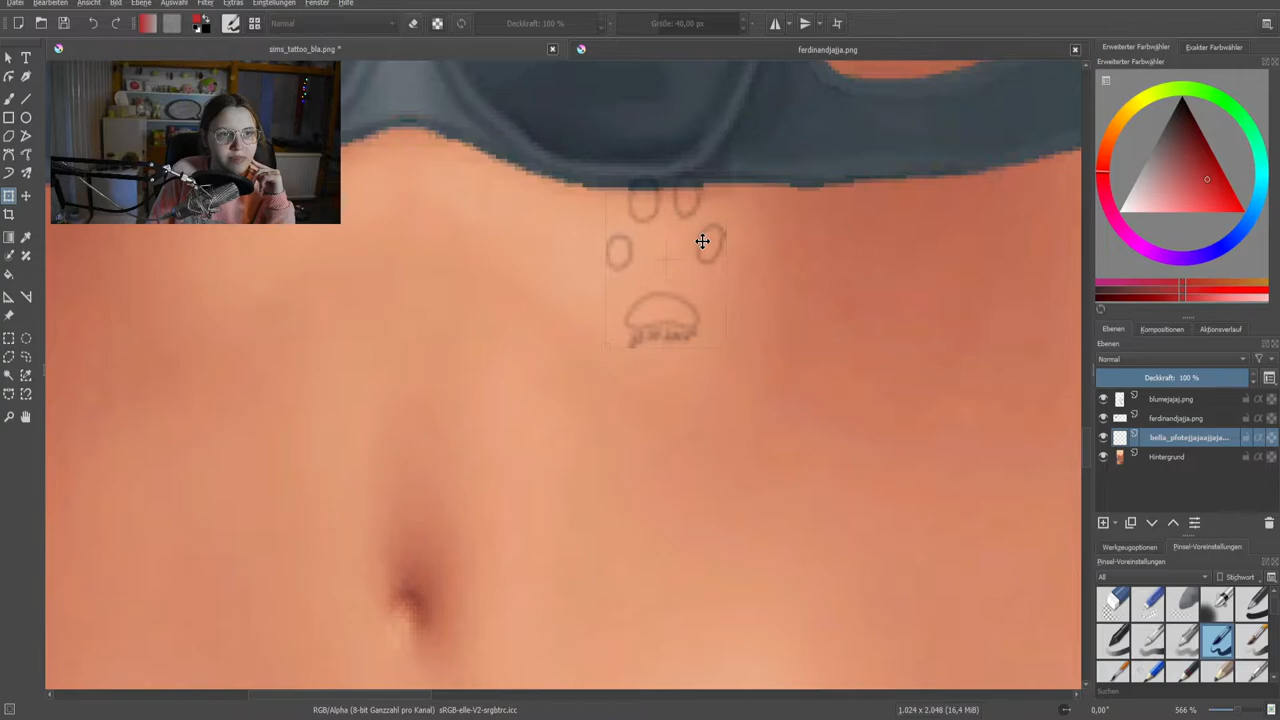 Datei Bearbeiten Ansicht Bild Ebene Auswahl Filter Extras Einstellungen Fenster Hilfe
Normal Deckraft: 100 % Größe: 40,00 px
sims_tattoo_bla.png *
ferdinandjajja.png
Erweiterter Farbwähler Exakter Farbwähler
Erweiterter Farbwähler
Ebenen Kompositionen Aktionsverlauf
Ebenen
Normal
Deckraft: 100 %
blumejajaj.png
ferdinandjajja.png
bella_pfotejjajaajjaja...
Hintergrund
Werkzeugoptionen Pinsel-Voreinstellungen
Pinsel-Voreinstellungen
All Stichwort
Suchen
RGB/Alpha (8-bit Ganzzahl pro Kanal) sRGB-elle-V2-srgbtrc.icc
1.024 x 2.048 (16,4 MiB)
0,00°
566 %